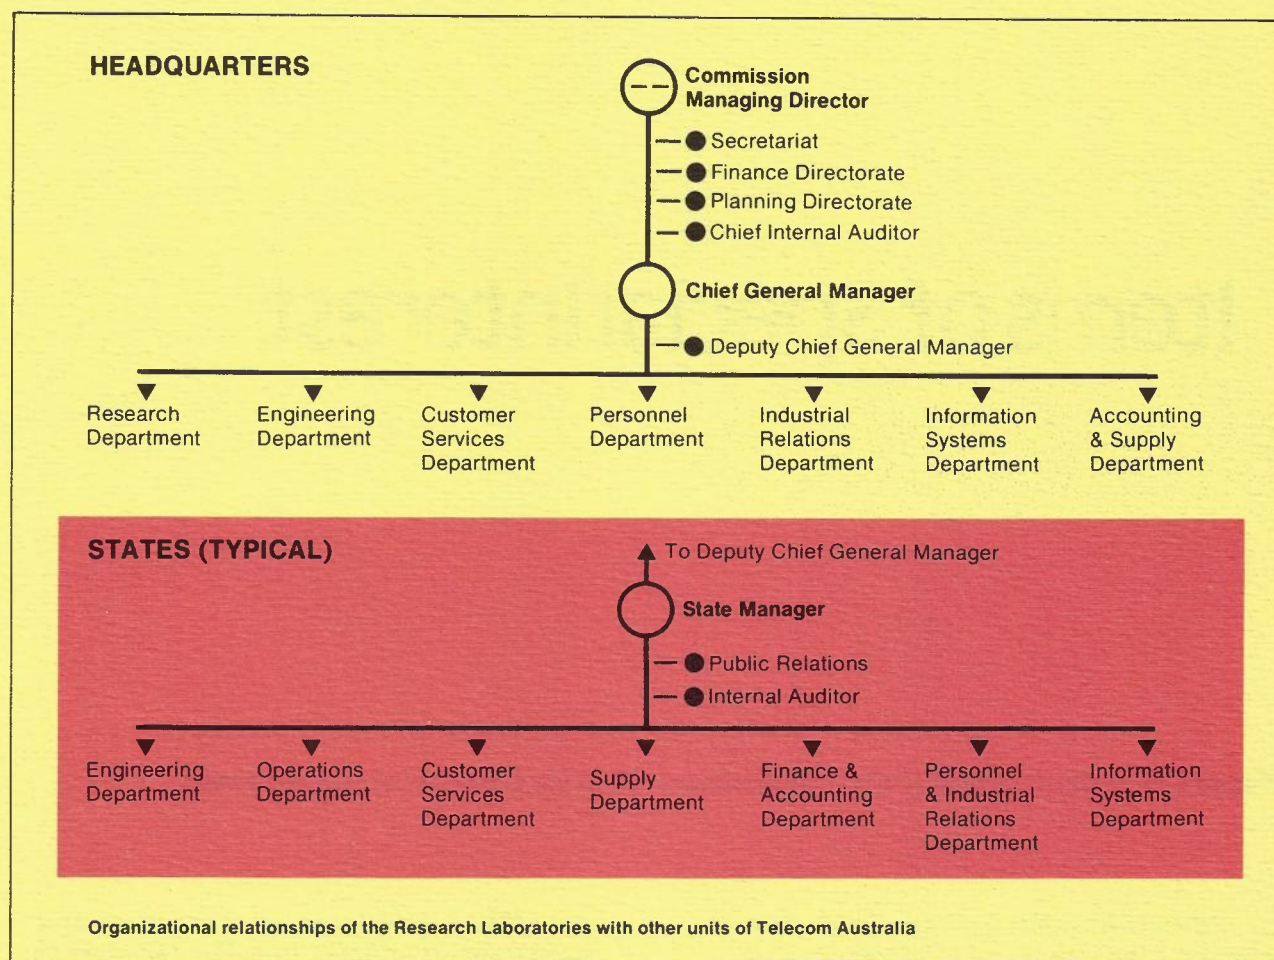 HEADQUARTERS
Commission
Managing Director
Secretariat
Finance Directorate
Planning Directorate
Chief Internal Auditor
Chief General Manager
Deputy Chief General Manager
Research
Department
Engineering
Department
Customer
Services
Department
Personnel
Department
Industrial
Relations
Department
Information
Systems
Department
Accounting
& Supply
Department
STATES (TYPICAL)
To Deputy Chief General Manager
State Manager
Public Relations
Internal Auditor
Engineering
Department
Operations
Department
Customer
Services
Department
Supply
Department
Finance &
Accounting
Department
Personnel
& Industrial
Relations
Department
Information
Systems
Department
Organizational relationships of the Research Laboratories with other units of Telecom Australia